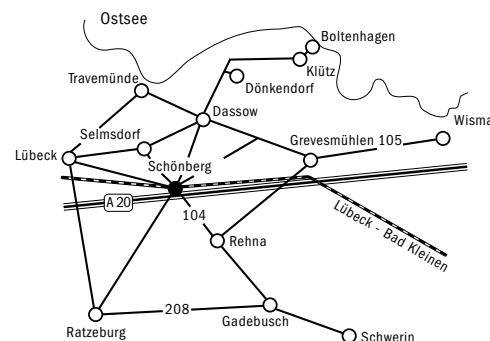 Ostsee
Boltenhagen
Klütz
Travemünde
Dönkendorf
Dassow
Wisma
Selmsdorf
Grevesmühlen 105
Lübeck
Schönberg
A 20
104
Lübeck - Bad Kleinen
Rehna
208
Gadebusch
Ratzeburg
Schwerin